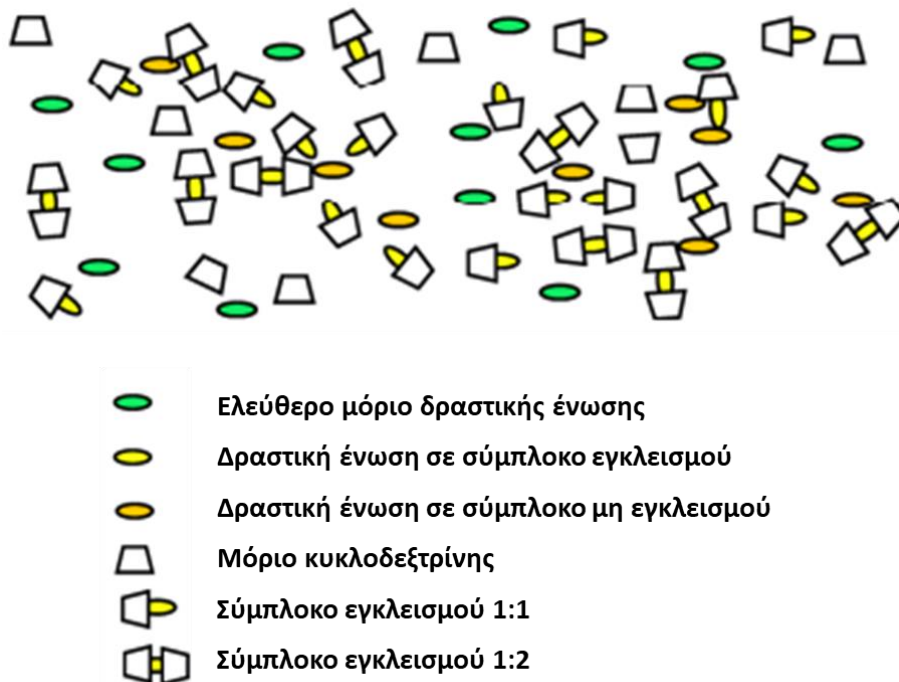 Ελεύθερο μόριο δραστικής ένωσης
Δραστική ένωση σε σύμπλοκο εγκλεισμού
Δραστική ένωση σε σύμπλοκο μη εγκλεισμού
Μόριο κυκλοδεξτρίνης
Σύμπλοκο εγκλεισμού 1:1
Σύμπλοκο εγκλεισμού 1:2